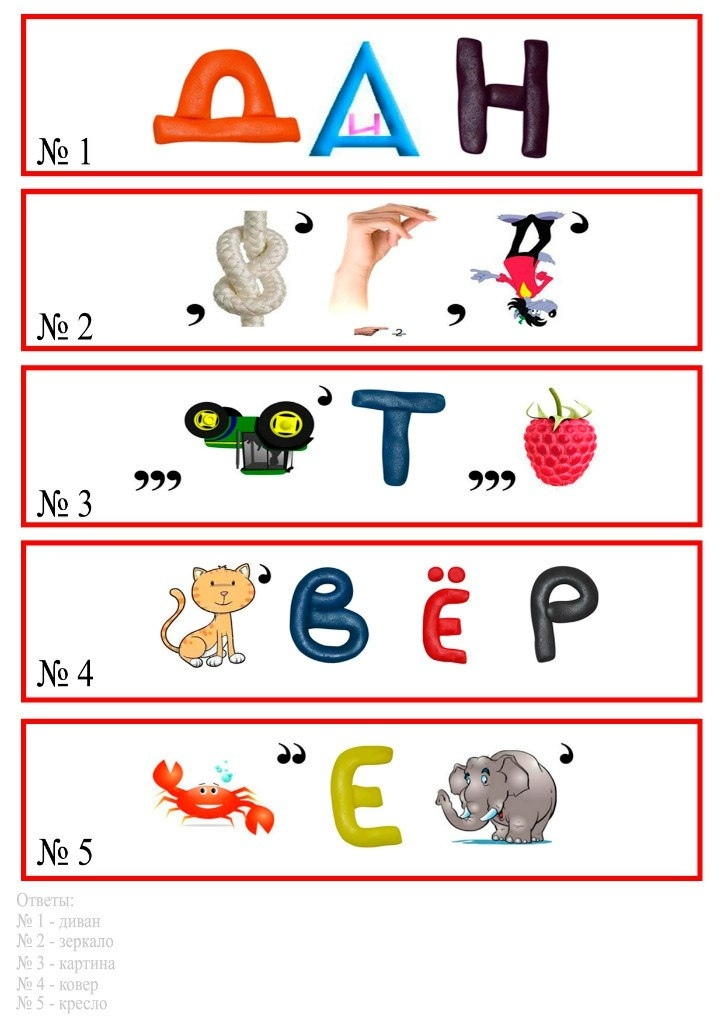 Д А И Н
№ 1
, ’ , ’
2
№ 2
,,, ’ Т ,,,
№ 3
’ В Ё Р
№ 4
’’ Е ’
№ 5
Ответы:
№ 1 - диван
№ 2 - зеркало
№ 3 - картина
№ 4 - ковер
№ 5 - кресло